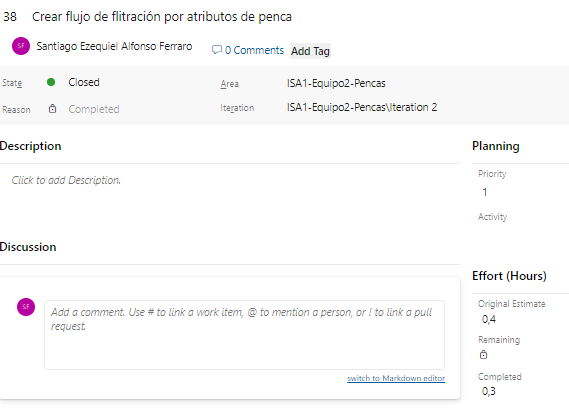 38 Crear flujo de flitración por atributos de penca
SF Santiago Ezequiel Alfonso Ferraro 0 Comments Add Tag
State Closed Area ISA1-Equipo2-Pencas
Reason Completed Iteration ISA1-Equipo2-Pencas\Iteration 2
Description
Click to add Description.
Planning
Priority
1
Activity
Discussion
SF
Add a comment. Use # to link a work item, @ to mention a person, or ! to link a pull
request.
switch to Markdown editor
Effort (Hours)
Original Estimate
0,4
Remaining
Completed
0,3